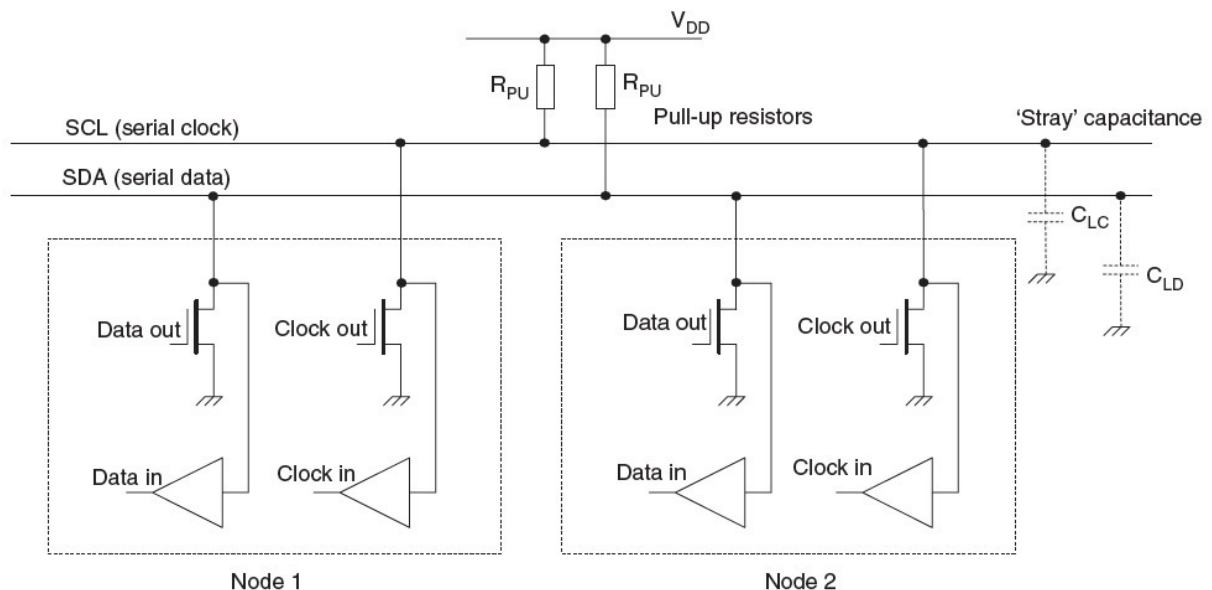 V_DD
R_PU
R_PU
SCL (serial clock)
Pull-up resistors
'Stray' capacitance
SDA (serial data)
C_LC
C_LD
Data out
Clock out
Data out
Clock out
Data in
Clock in
Data in
Clock in
Node 1
Node 2